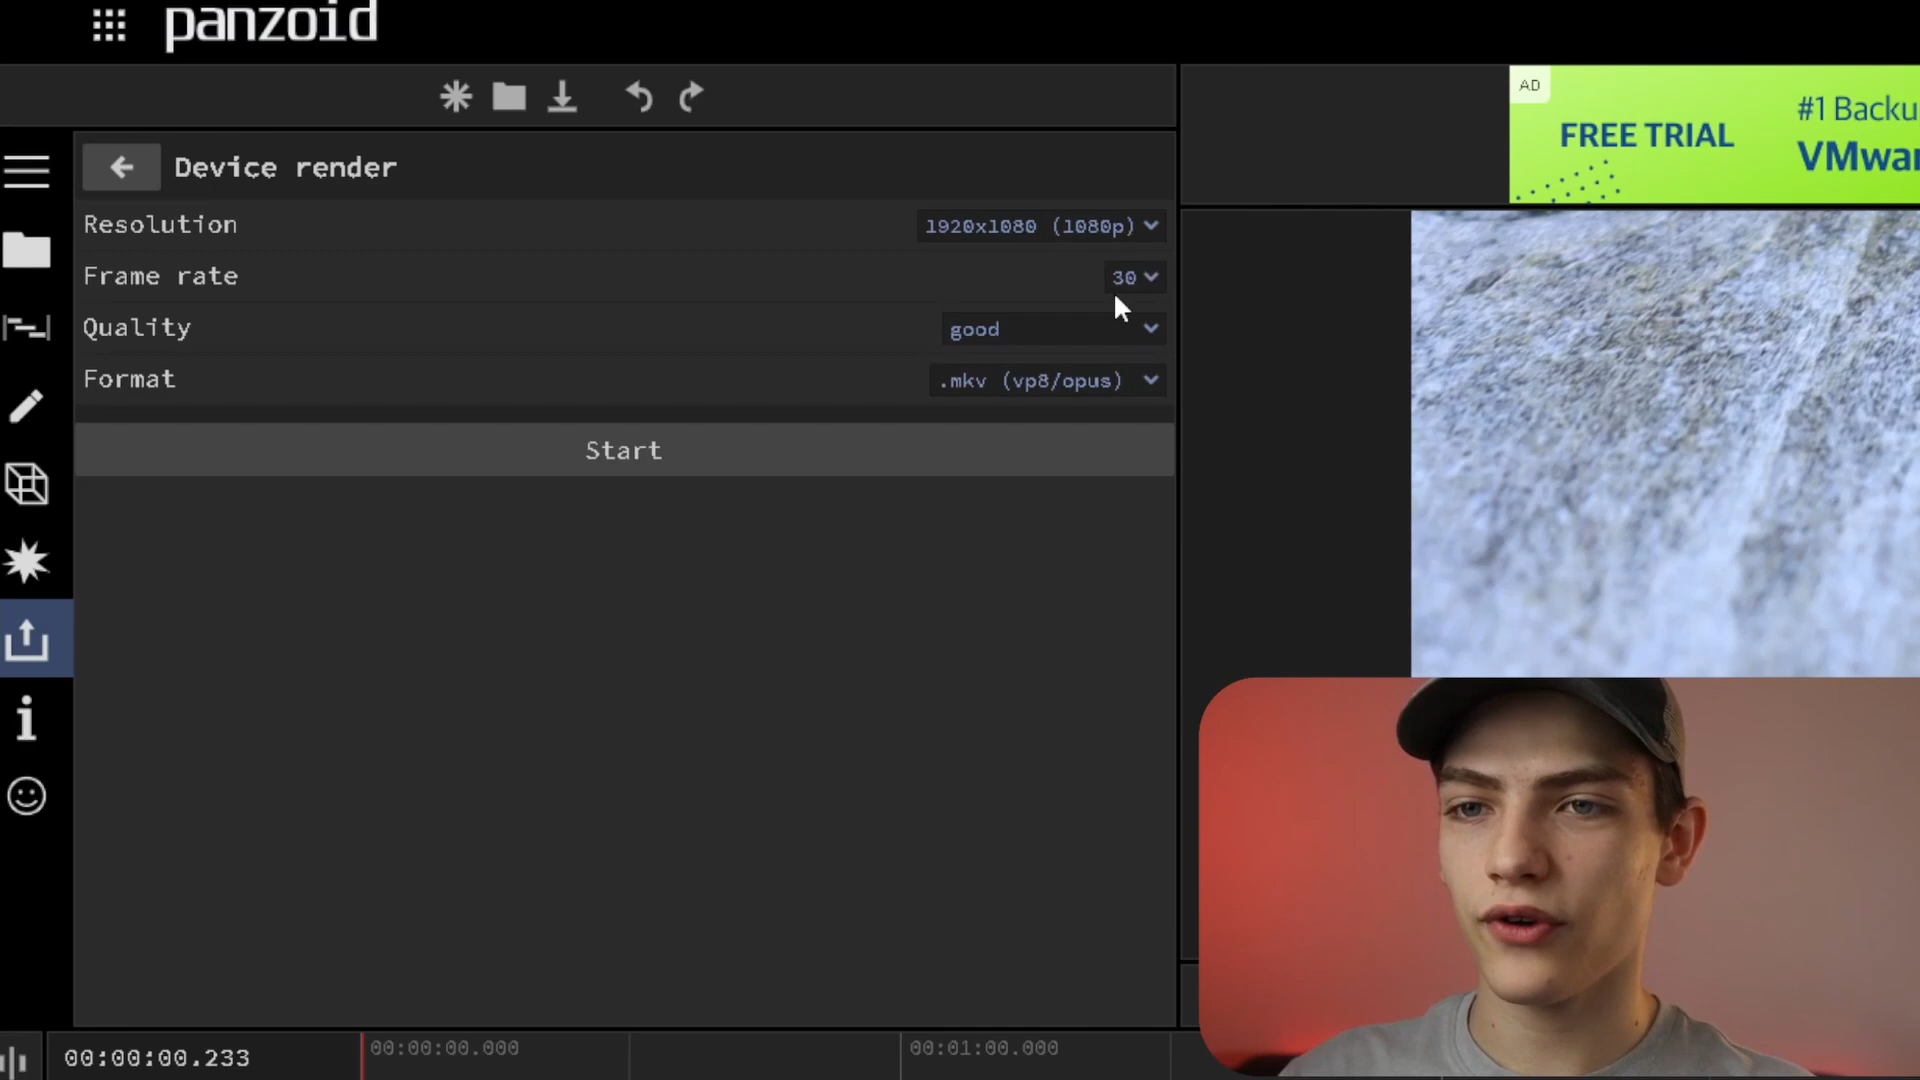 panzoid
AD
FREE TRIAL
#1 Backu
VMwar
Device render
Resolution
1920x1080 (1080p)
Frame rate
30
Quality
good
Format
.mkv (vp8/opus)
Start
00:00:00.233
00:00:00.000
00:01:00.000